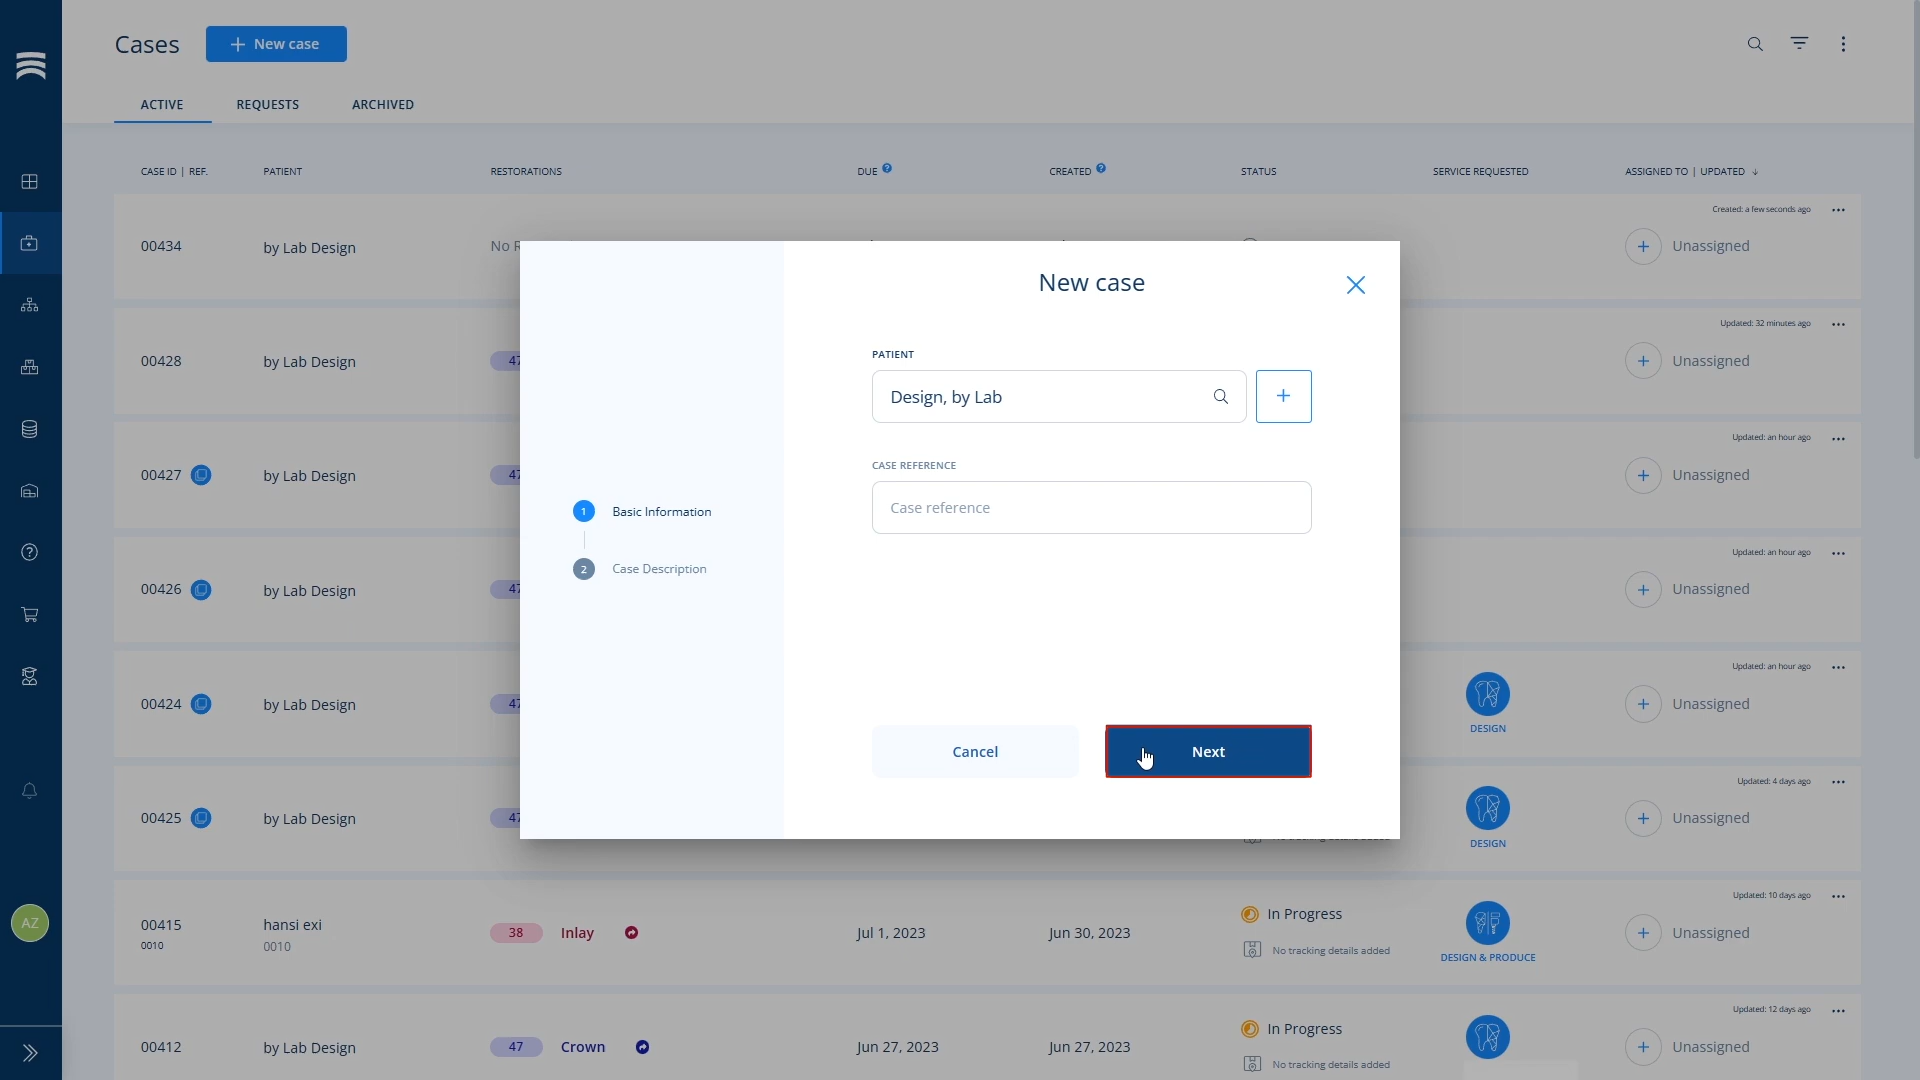 Cases
New case
ACTIVE
REQUESTS
ARCHIVED
CASE ID | REF.
PATIENT
RESTORATIONS
DUE
CREATED
STATUS
SERVICE REQUESTED
ASSIGNED TO | UPDATED
Created: a few seconds ago
00434
by Lab Design
No R
Unassigned
Updated: 32 minutes ago
00428
by Lab Design
47
Unassigned
Updated: an hour ago
00427
by Lab Design
47
Unassigned
Updated: an hour ago
00426
by Lab Design
47
Unassigned
Updated: an hour ago
00424
by Lab Design
47
DESIGN
Unassigned
Updated: 4 days ago
00425
by Lab Design
47
DESIGN
Unassigned
Updated: 10 days ago
00415
0010
hansi exi
0010
38
Inlay
Jul 1, 2023
Jun 30, 2023
In Progress
No tracking details added
DESIGN & PRODUCE
Unassigned
Updated: 12 days ago
00412
by Lab Design
47
Crown
Jun 27, 2023
Jun 27, 2023
In Progress
No tracking details added
Unassigned
New case
1
Basic Information
2
Case Description
PATIENT
Design, by Lab
CASE REFERENCE
Case reference
Cancel
Next
AZ